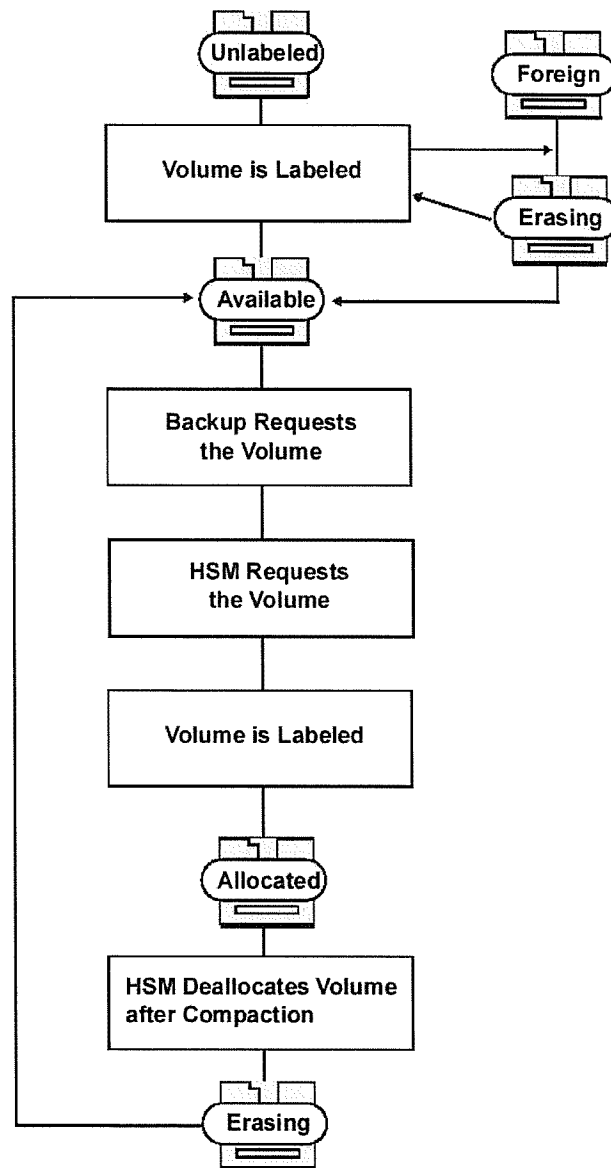 Unlabeled
Foreign
Volume is Labeled
Erasing
Available
Backup Requests
the Volume
HSM Requests
the Volume
Volume is Labeled
Allocated
HSM Deallocates Volume
after Compaction
Erasing